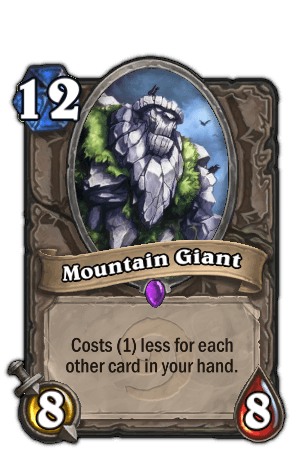 12
Mountain Giant
Costs (1) less for each
other card in your hand.
8
8